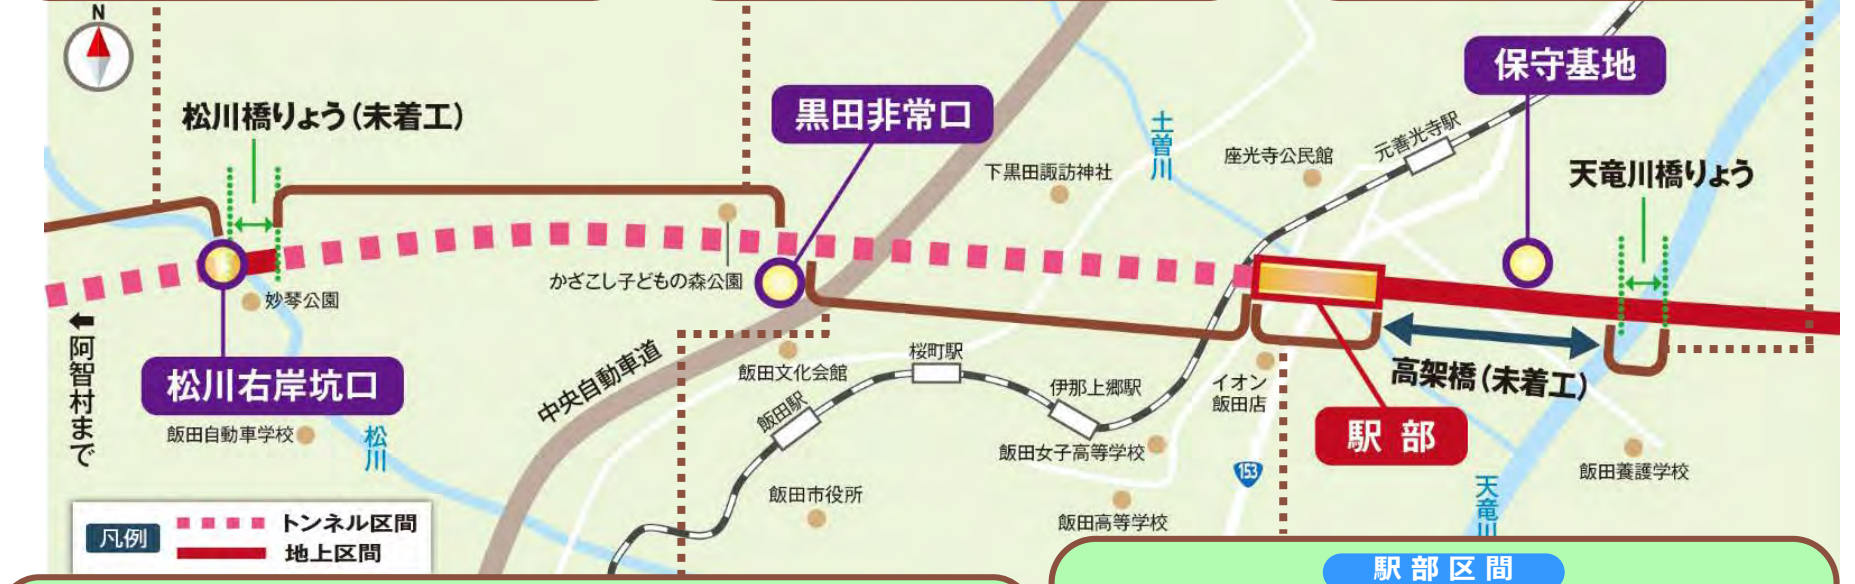 N
保守基地
松川橋りょう(未着工)
黒田非常口
土曽川
元善光寺駅
座光寺公民館
下黒田諏訪神社
天竜川橋りょう
かざこし子どもの森公園
妙琴公園
阿智村まで
松川右岸坑口
中央自動車道
桜町駅
飯田文化会館
伊那上郷駅
イオン
飯田店
高架橋(未着工)
飯田駅
飯田自動車学校
松川
駅部
飯田女子高等学校
153
飯田養護学校
飯田市役所
天竜川
飯田高等学校
凡例
トンネル区間
地上区間
駅部区間